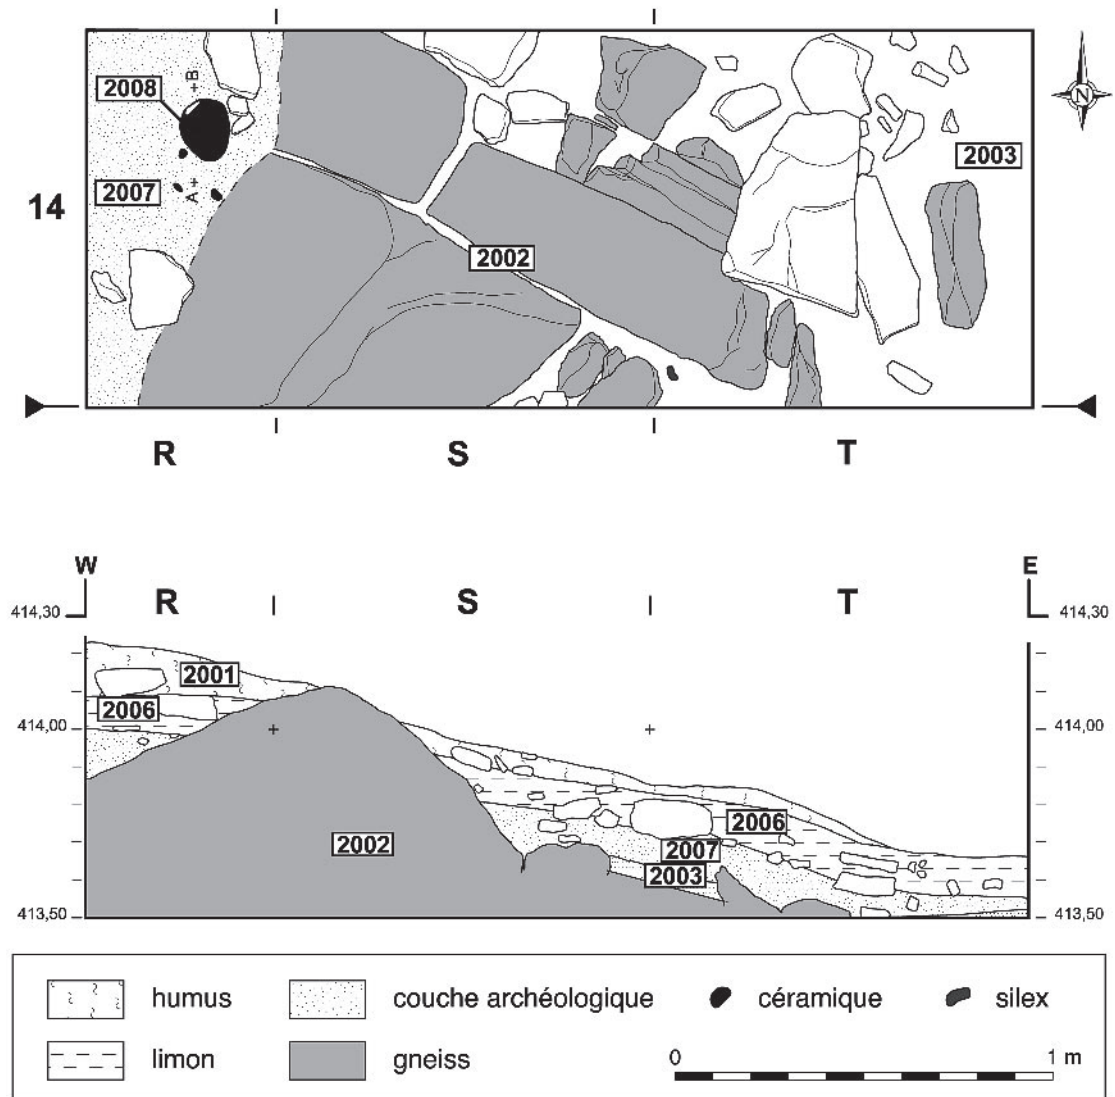 N
2008
+B
2003
2007
A+
14
2002
R S T
W E
R S T
414,30 414,30
2001
2006
414,00 414,00
2006
2002
2007
2003
413,50 413,50
humus couche archéologique céramique silex
limon gneiss
0 1 m